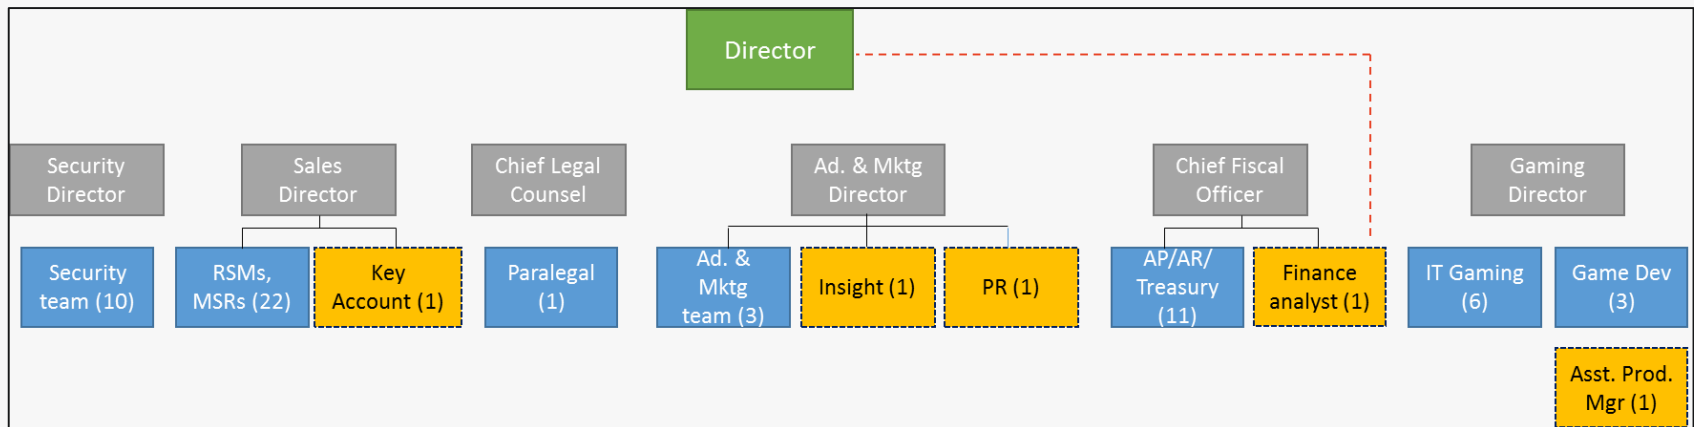 Director
Security
Director
Sales
Director
Chief Legal
Counsel
Ad. & Mktg
Director
Chief Fiscal
Officer
Gaming
Director
Security
team (10)
RSMs,
MSRs (22)
Key
Account (1)
Paralegal
(1)
Ad. &
Mktg
team (3)
Insight (1)
PR (1)
AP/AR/
Treasury
(11)
Finance
analyst (1)
IT Gaming
(6)
Game Dev
(3)
Asst. Prod.
Mgr (1)